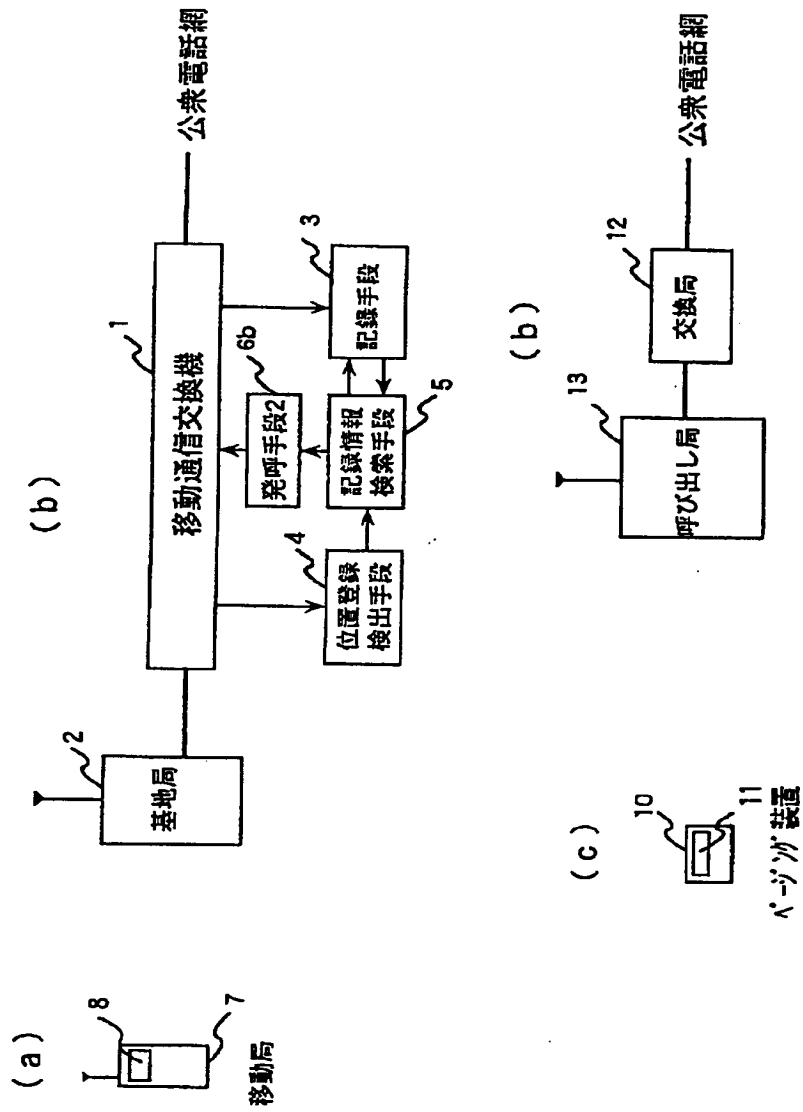 (a)
8
7
移動局
(b)
2
基地局
1
移動通信交換機
公衆電話網
4
位置登録
検出手段
6b
発呼手段2
記録情報
検索手段
5
3
記録手段
(c)
10
11
ページング装置
(b)
13
呼び出し局
12
交換局
公衆電話網